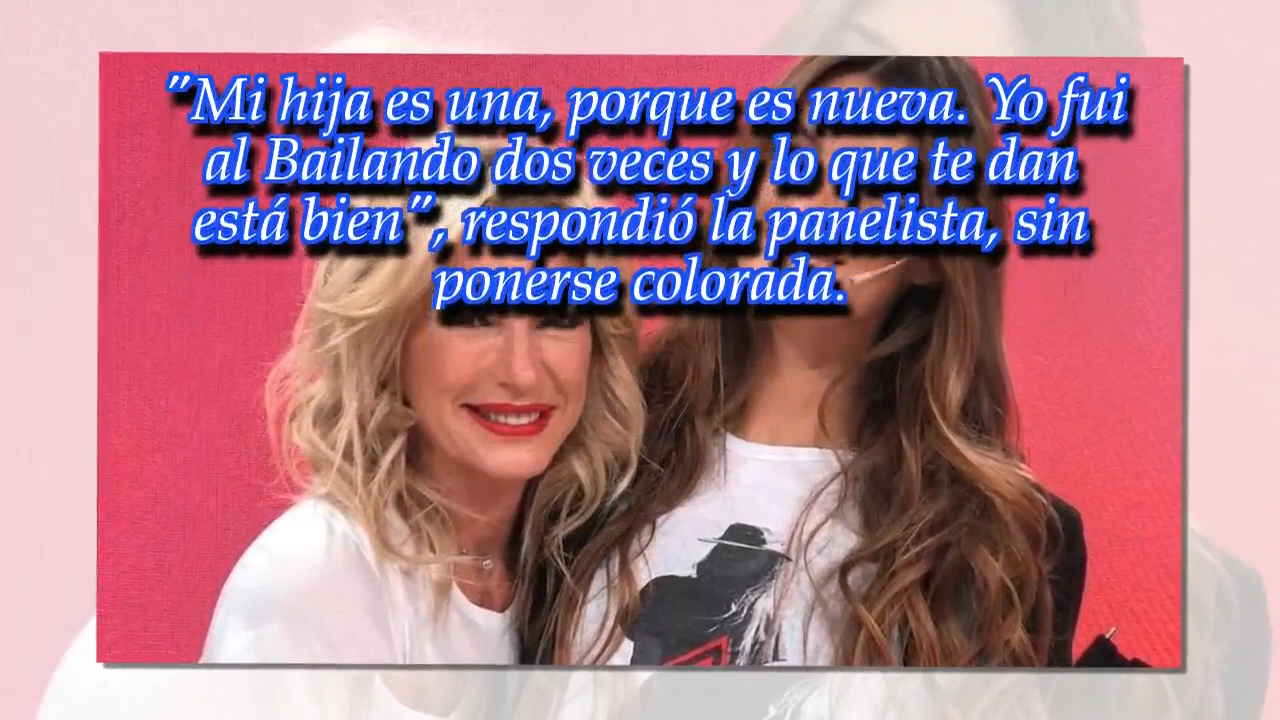 "Mi hija es una, porque es nueva. Yo fui
al Bailando dos veces y lo que te dan
está bien", respondió la panelista, sin
ponerse colorada.